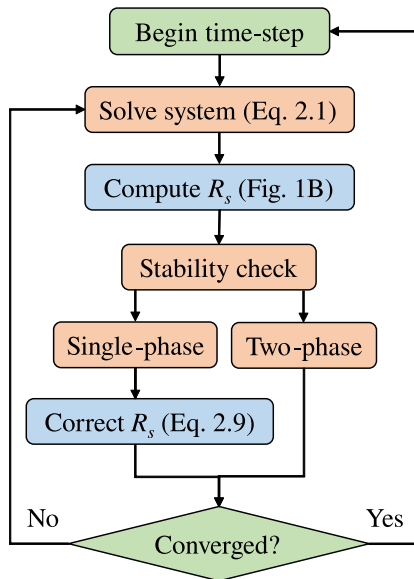 Begin time-step
Solve system (Eq. 2.1)
Compute Rs (Fig. 1B)
Stability check
Single-phase
Two-phase
Correct Rs (Eq. 2.9)
No
Yes
Converged?